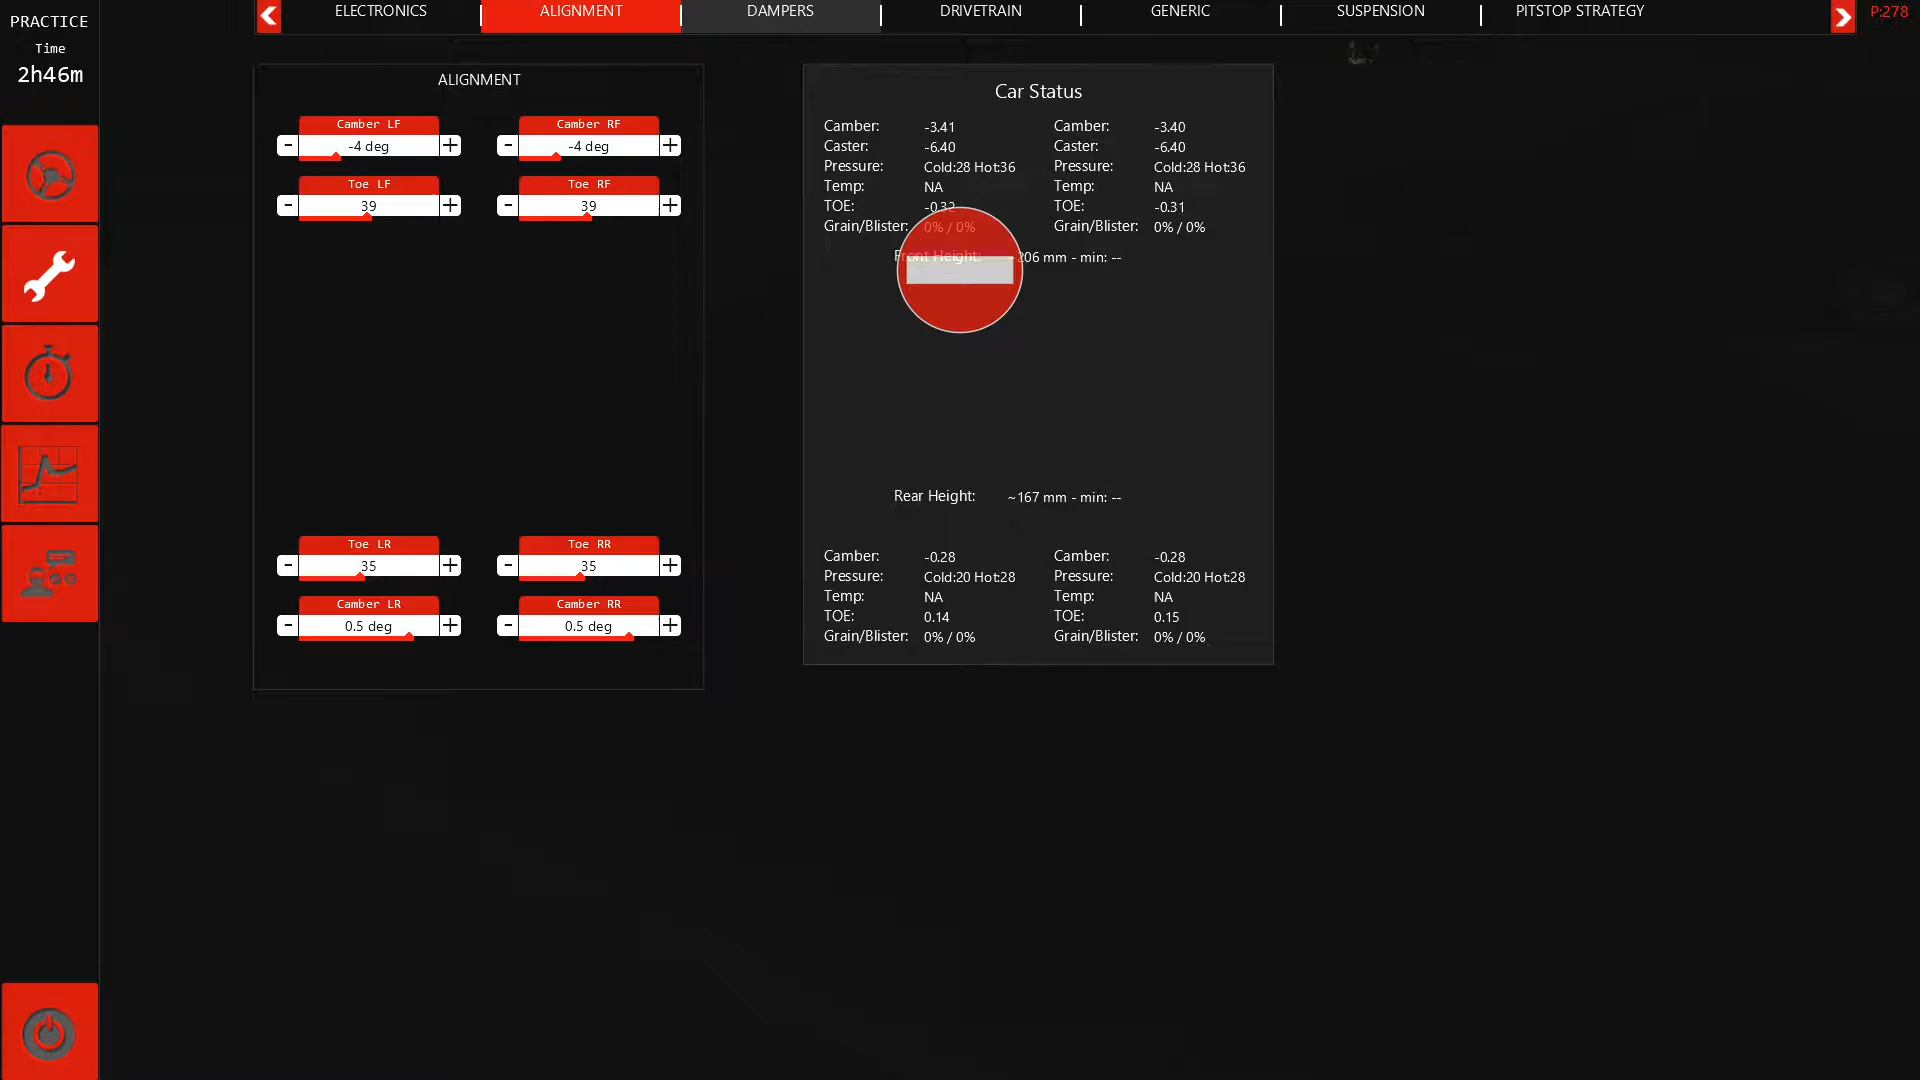 PRACTICE
Time
2h46m
ELECTRONICS
ALIGNMENT
DAMPERS
DRIVETRAIN
GENERIC
SUSPENSION
PITSTOP STRATEGY
P:278
ALIGNMENT
Camber LF
- -4 deg +
Camber RF
- -4 deg +
Toe LF
- 39 +
Toe RF
- 39 +
Toe LR
- 35 +
Toe RR
- 35 +
Camber LR
- 0.5 deg +
Camber RR
- 0.5 deg +
Car Status
Camber: -3.41 Camber: -3.40
Caster: -6.40 Caster: -6.40
Pressure: Cold:28 Hot:36 Pressure: Cold:28 Hot:36
Temp: NA Temp: NA
TOE: -0.32 TOE: -0.31
Grain/Blister: 0% / 0% Grain/Blister: 0% / 0%
Front Height: ~206 mm - min: --
Rear Height: ~167 mm - min: --
Camber: -0.28 Camber: -0.28
Pressure: Cold:20 Hot:28 Pressure: Cold:20 Hot:28
Temp: NA Temp: NA
TOE: 0.14 TOE: 0.15
Grain/Blister: 0% / 0% Grain/Blister: 0% / 0%